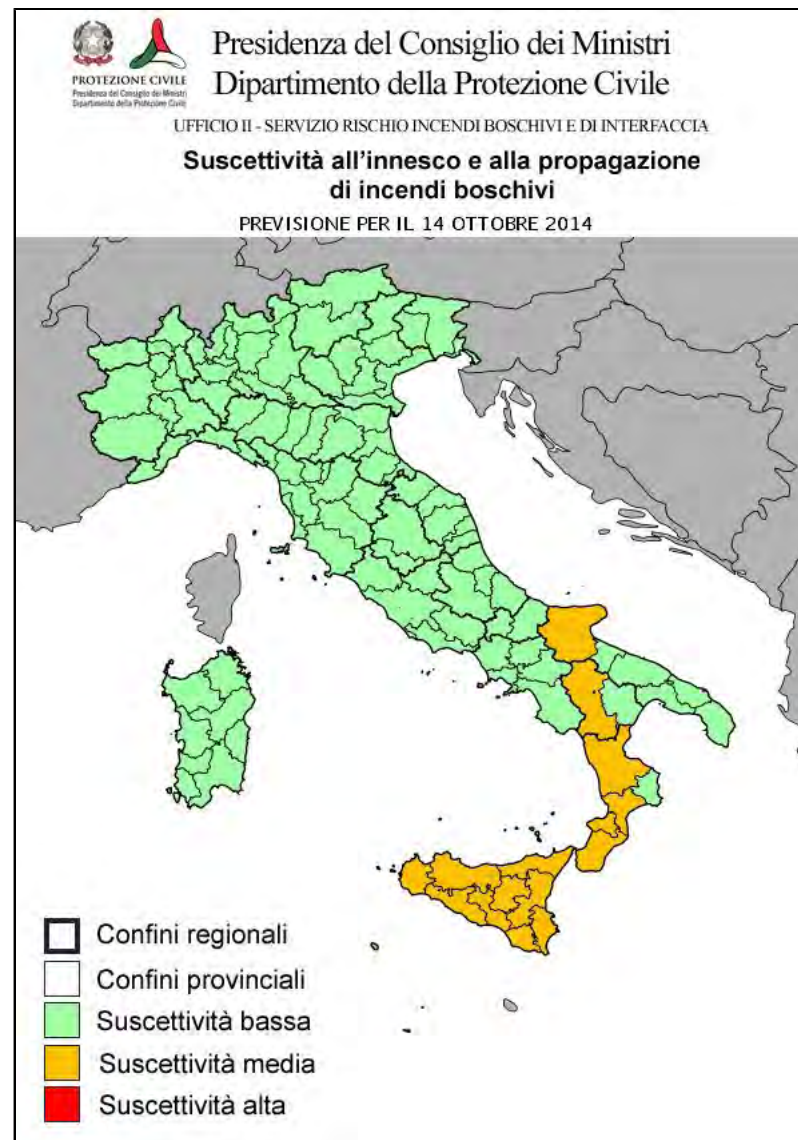 PROTEZIONE CIVILE
Presidenza del Consiglio dei Ministri
Dipartimento della Protezione Civile
Presidenza del Consiglio dei Ministri
Dipartimento della Protezione Civile
UFFICIO II - SERVIZIO RISCHIO INCENDI BOSCHIVI E DI INTERFACCIA
Suscettività all'innesco e alla propagazione
di incendi boschivi
PREVISIONE PER IL 14 OTTOBRE 2014
Confini regionali
Confini provinciali
Suscettività bassa
Suscettività media
Suscettività alta